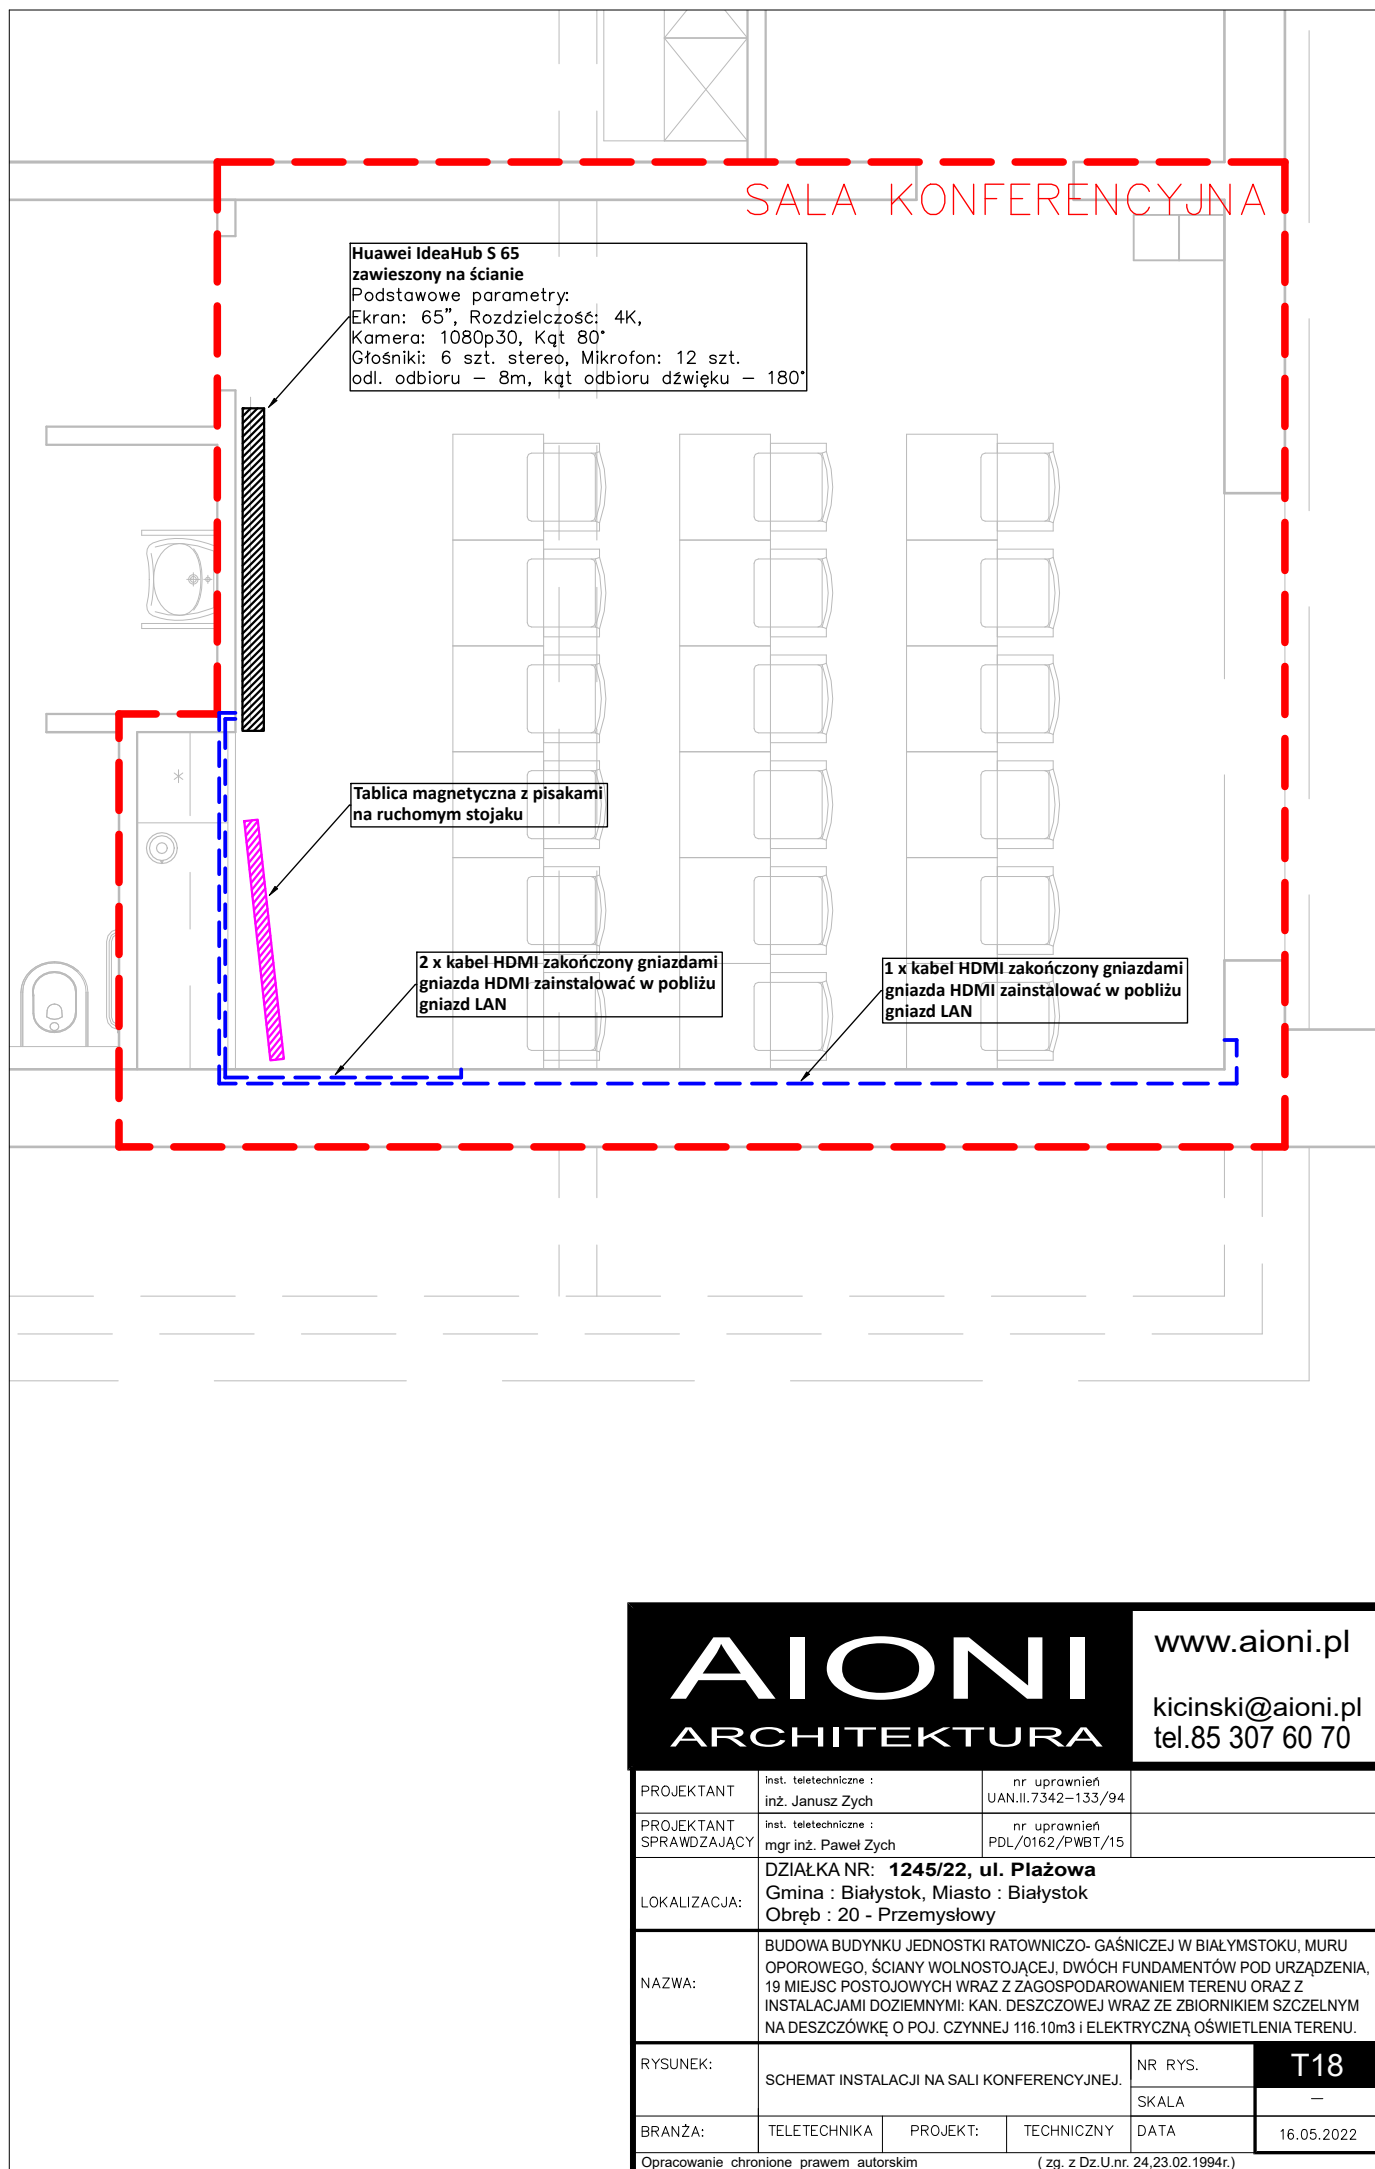 SALA KONFERENCYJNA
Huawei IdeaHub S 65
zawieszony na ścianie
Podstawowe parametry:
Ekran: 65", Rozdzielczość: 4K,
Kamera: 1080p30, Kąt 80°
Głośniki: 6 szt. stereo, Mikrofon: 12 szt.
odl. odbioru – 8m, kąt odbioru dźwięku – 180°
Tablica magnetyczna z pisakami
na ruchomym stojaku
2 x kabel HDMI zakończony gniazdami
gniazda HDMI zainstalować w pobliżu
gniazd LAN
1 x kabel HDMI zakończony gniazdami
gniazda HDMI zainstalować w pobliżu
gniazd LAN
AIONI
ARCHITEKTURA
www.aioni.pl
kicinski@aioni.pl
tel.85 307 60 70
PROJEKTANT
inst. teletechniczne :
inż. Janusz Zych
nr uprawnień
UAN.II.7342–133/94
PROJEKTANT
SPRAWDZAJĄCY
inst. teletechniczne :
mgr inż. Paweł Zych
nr uprawnień
PDL/0162/PWBT/15
LOKALIZACJA:
DZIAŁKA NR: 1245/22, ul. Plażowa
Gmina : Białystok, Miasto : Białystok
Obręb : 20 - Przemysłowy
NAZWA:
BUDOWA BUDYNKU JEDNOSTKI RATOWNICZO- GAŚNICZEJ W BIAŁYMSTOKU, MURU
OPOROWEGO, ŚCIANY WOLNOSTOJĄCEJ, DWÓCH FUNDAMENTÓW POD URZĄDZENIA,
19 MIEJSC POSTOJOWYCH WRAZ Z ZAGOSPODAROWANIEM TERENU ORAZ Z
INSTALACJAMI DOZIEMNYMI: KAN. DESZCZOWEJ WRAZ ZE ZBIORNIKIEM SZCZELNYM
NA DESZCZÓWKĘ O POJ. CZYNNEJ 116.10m3 i ELEKTRYCZNĄ OŚWIETLENIA TERENU.
RYSUNEK:
SCHEMAT INSTALACJI NA SALI KONFERENCYJNEJ.
NR RYS.
T18
SKALA
–
BRANŻA:
TELETECHNIKA
PROJEKT:
TECHNICZNY
DATA
16.05.2022
Opracowanie chronione prawem autorskim ( zg. z Dz.U.nr. 24,23.02.1994r.)